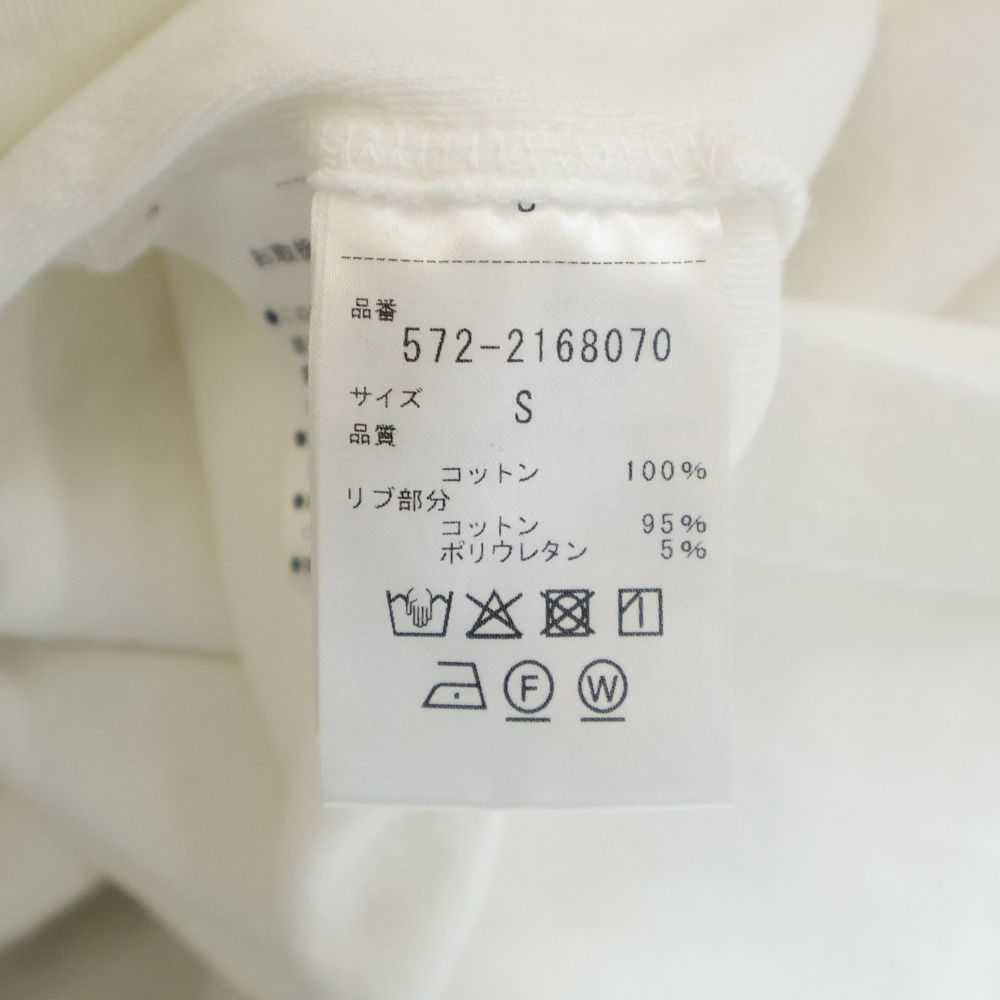 品番
572-2168070
サイズ S
品質
コットン 100%
リブ部分
コットン 95%
ポリウレタン 5%
F W